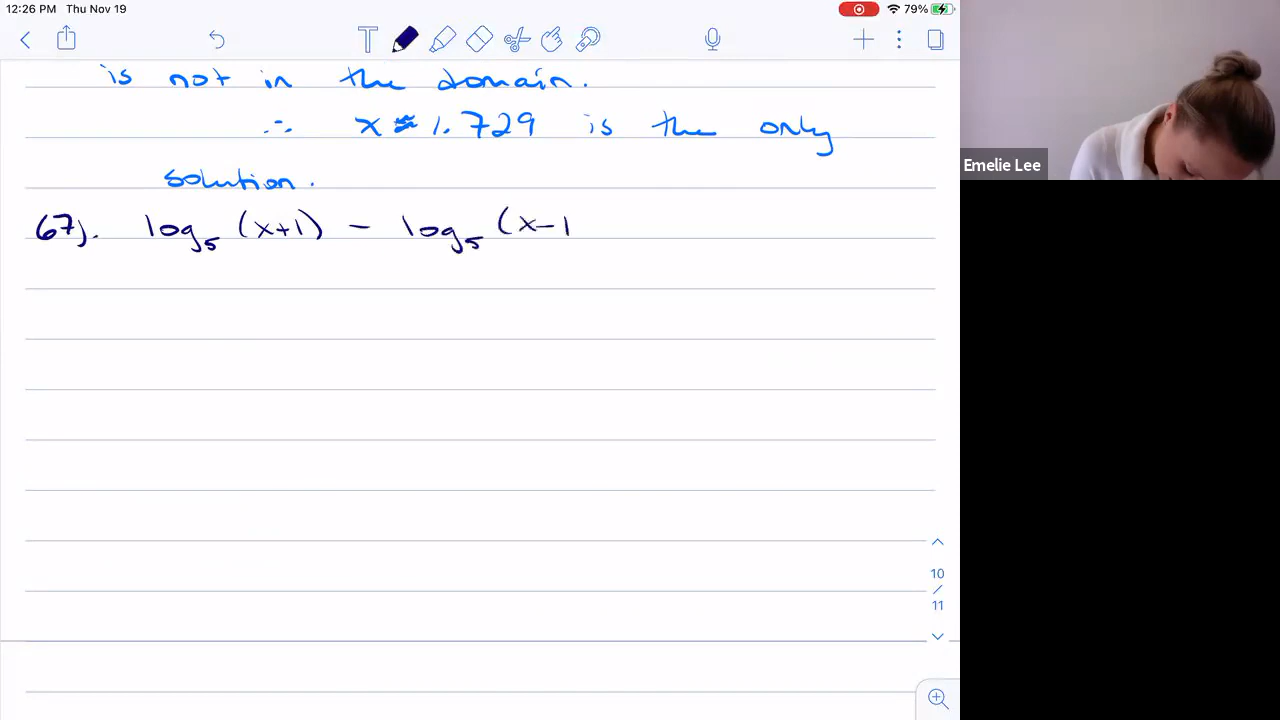 12:26 PM Thu Nov 19
79%
T
is not in the domain.
∴ x ≈ 1.729 is the only
solution.
67). log₅ (x+1) - log₅ (x-1
Emelie Lee
10
/
11